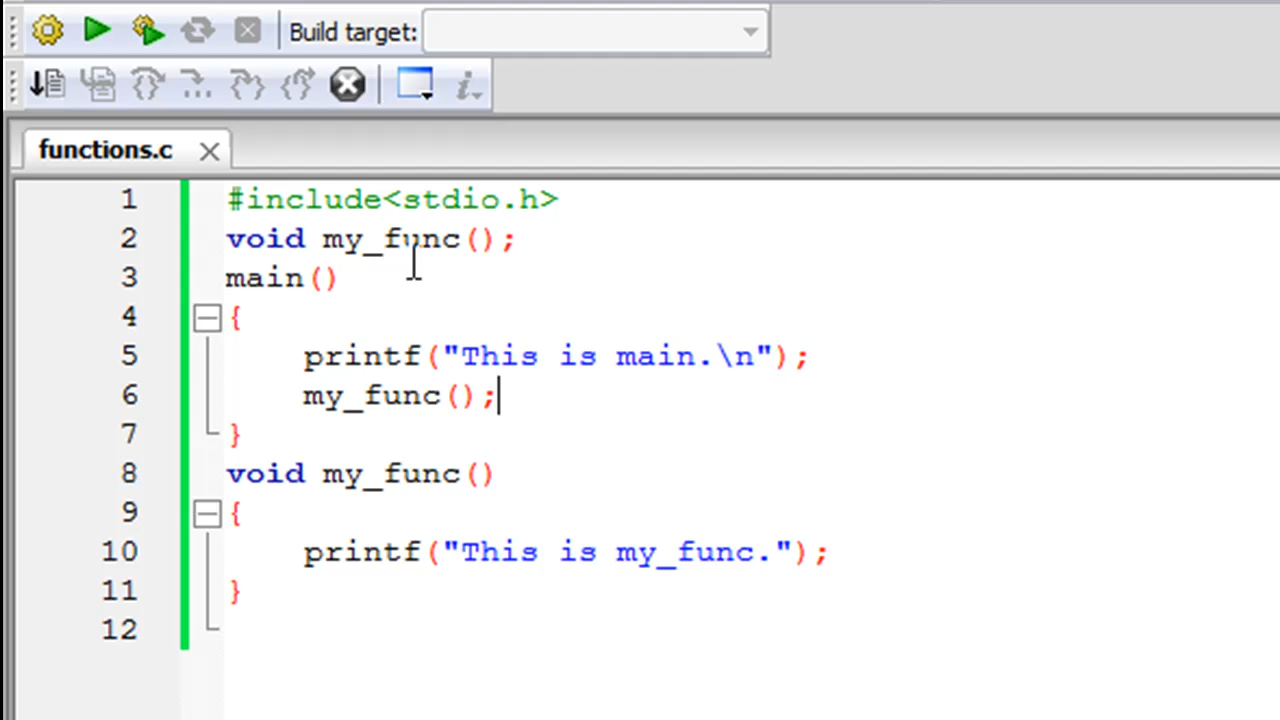 Build target:
functions.c
1 #include<stdio.h>
2 void my_func();
3 main()
4 {
5     printf("This is main.\n");
6     my_func();
7 }
8 void my_func()
9 {
10     printf("This is my_func.");
11 }
12